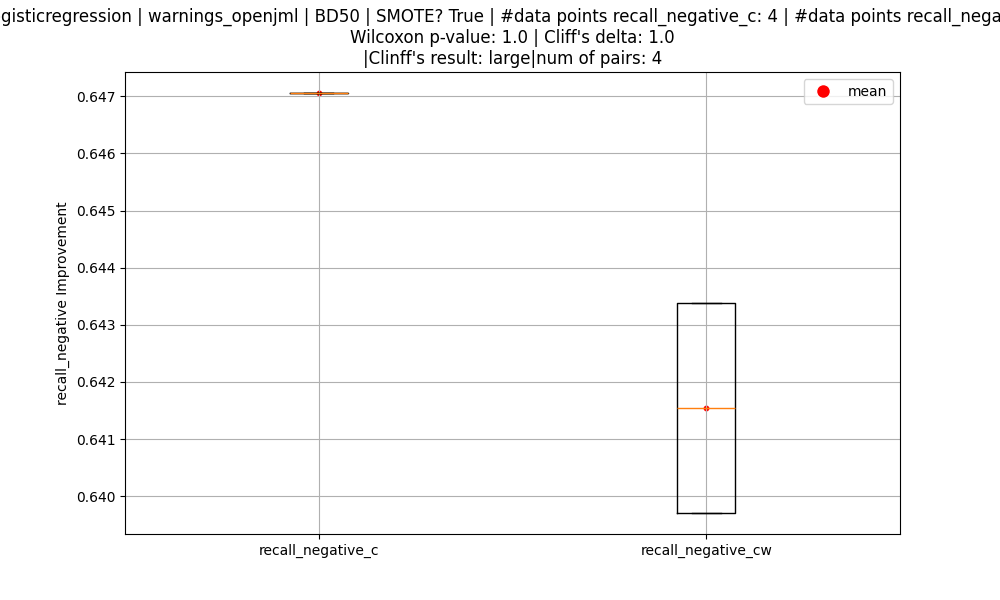 gisticregression | warnings_openjml | BD50 | SMOTE? True | #data points recall_negative_c: 4 | #data points recall_nega
Wilcoxon p-value: 1.0 | Cliff's delta: 1.0
|Clinff's result: large|num of pairs: 4
mean
0.647
0.646
0.645
0.644
0.643
0.642
0.641
0.640
recall_negative Improvement
recall_negative_c
recall_negative_cw